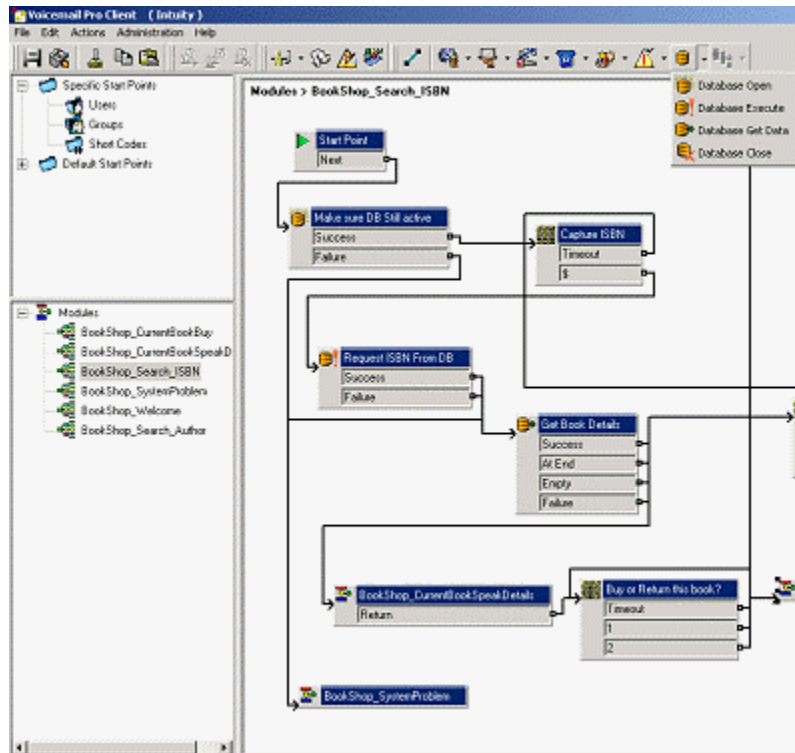 Voicemail Pro Client (Intuity)
File Edit Actions Administration Help
Specific Start Points
Users
Groups
Short Codes
Default Start Points
Modules
BookShop_CurrentBookBuy
BookShop_CurrentBookSpeakD
BookShop_Search_ISBN
BookShop_SystemProblem
BookShop_Welcome
BookShop_Search_Author
Modules > BookShop_Search_ISBN
Database Open
Database Execute
Database Get Data
Database Close
Start Point
Next
Make sure DB Still active
Success
Failure
Capture ISBN
Timeout
$
Request ISBN From DB
Success
Failure
Get Book Details
Success
At End
Empty
Failure
BookShop_CurrentBookSpeakDetails
Return
Buy or Return this book?
Timeout
1
2
BookShop_SystemProblem